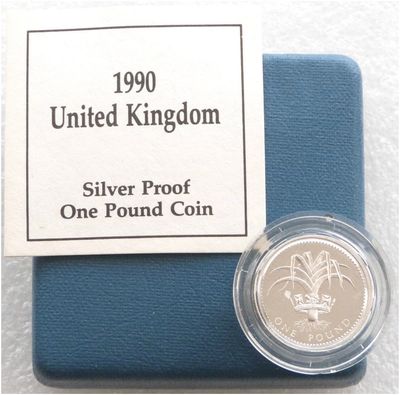 1990
United Kingdom
Silver Proof
One Pound Coin
ONE POUND